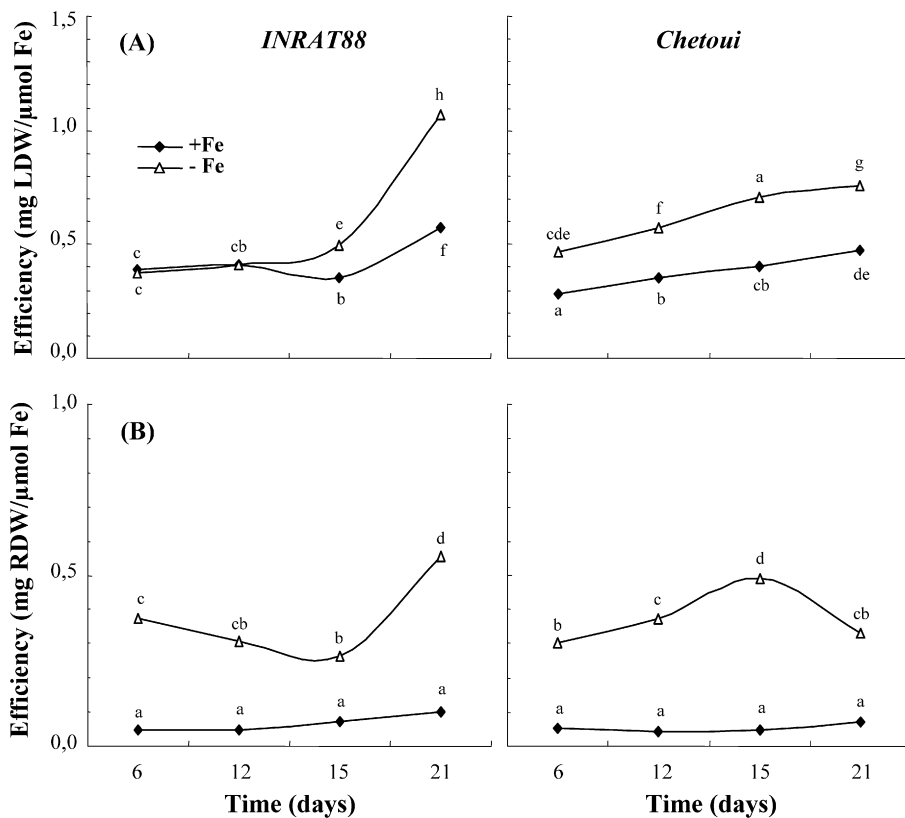 1,5
(A)
INRAT88
Chetoui
1,0
0,5
0,0
Efficiency (mg LDW/µmol Fe)
+Fe
- Fe
c
cb
e
h
c
b
f
cde
f
a
g
a
b
cb
de
1,0
(B)
0,5
0,0
Efficiency (mg RDW/µmol Fe)
c
cb
b
d
a
a
a
a
b
c
d
cb
a
a
a
a
6 12 15 21
6 12 15 21
Time (days)
Time (days)